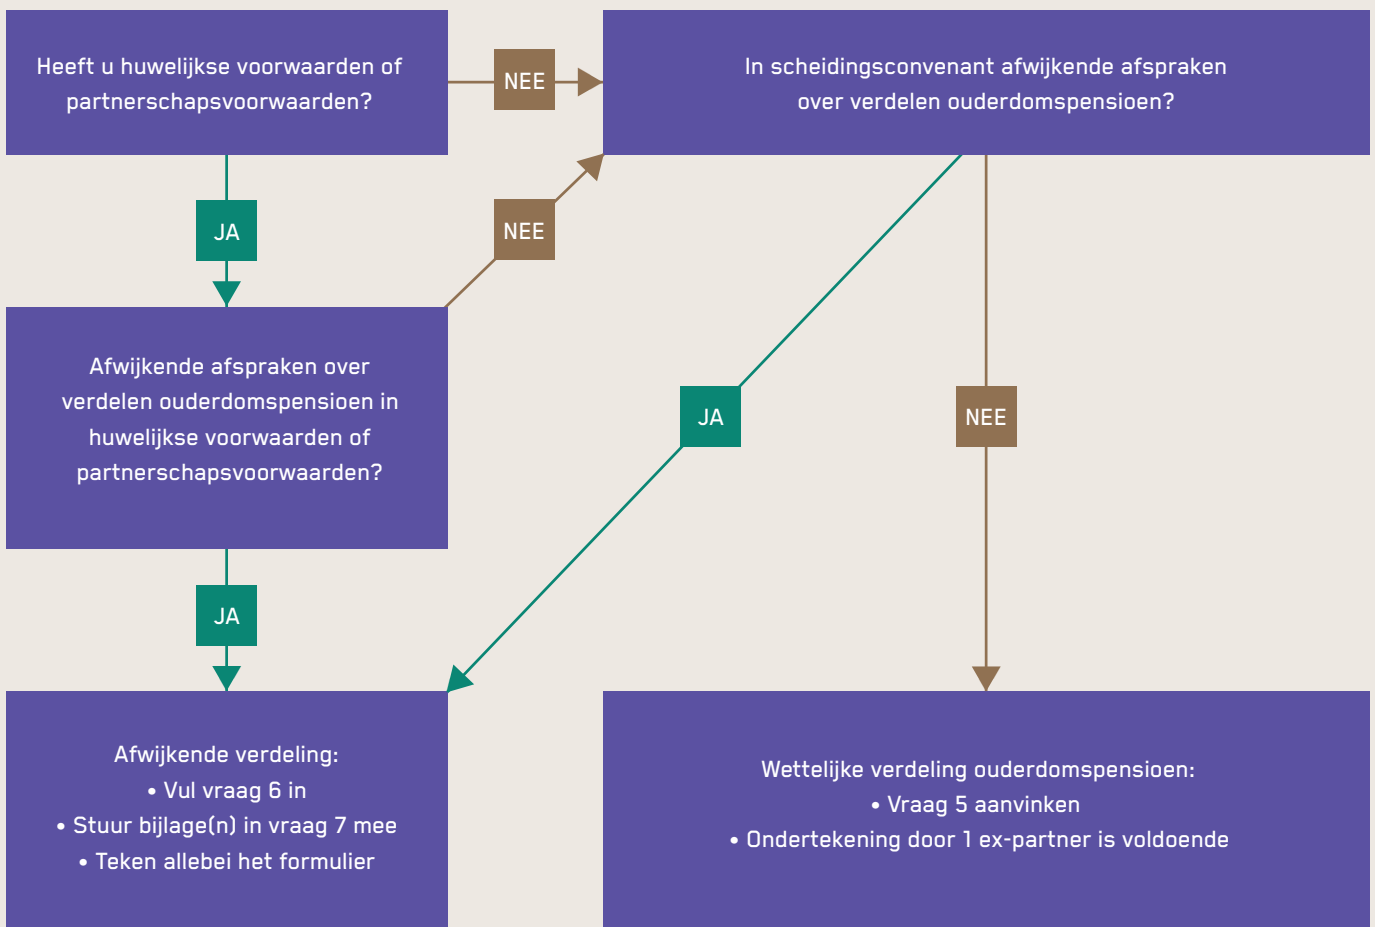 Heeft u huwelijkse voorwaarden of
partnerschapsvoorwaarden?
NEE
In scheidingsconvenant afwijkende afspraken
over verdelen ouderdomspensioen?
JA
NEE
Afwijkende afspraken over
verdelen ouderdomspensioen in
huwelijkse voorwaarden of
partnerschapsvoorwaarden?
JA
NEE
JA
Afwijkende verdeling:
• Vul vraag 6 in
• Stuur bijlage(n) in vraag 7 mee
• Teken allebei het formulier
Wettelijke verdeling ouderdomspensioen:
• Vraag 5 aanvinken
• Ondertekening door 1 ex-partner is voldoende